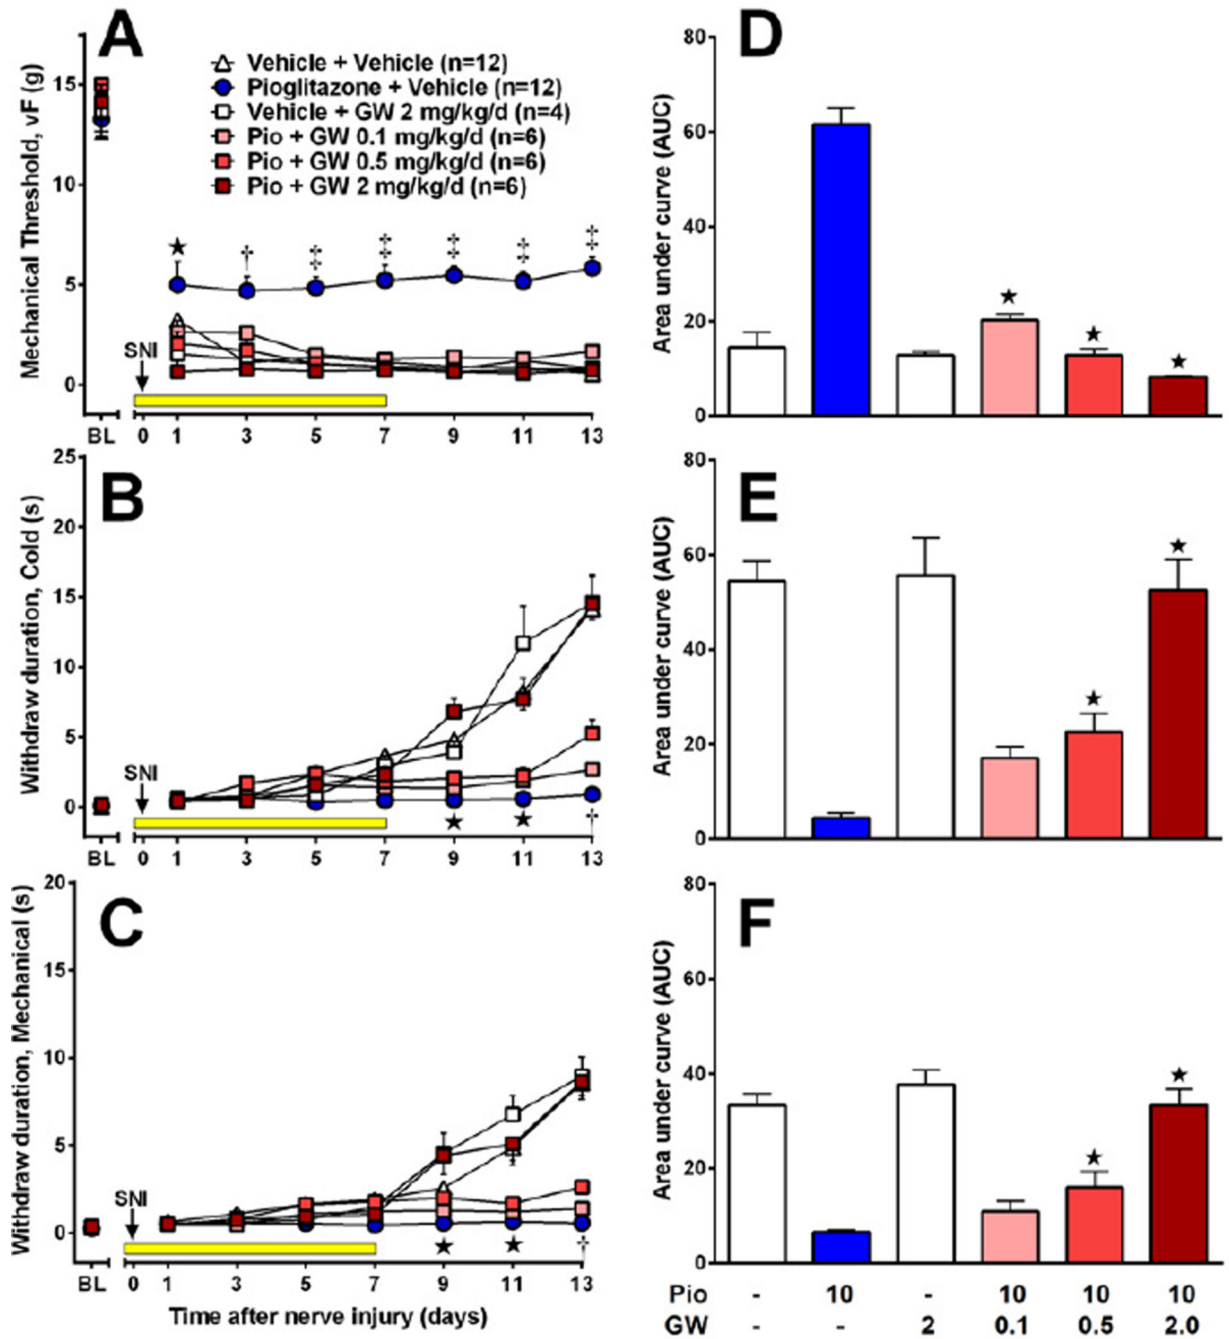 A
Mechanical Threshold, vF (g)
15
10
5
0
Vehicle + Vehicle (n=12)
Pioglitazone + Vehicle (n=12)
Vehicle + GW 2 mg/kg/d (n=4)
Pio + GW 0.1 mg/kg/d (n=6)
Pio + GW 0.5 mg/kg/d (n=6)
Pio + GW 2 mg/kg/d (n=6)
★ † ‡ ‡ ‡ ‡ ‡
SNI
BL 0 1 3 5 7 9 11 13
B
Withdraw duration, Cold (s)
25
20
15
10
5
0
SNI
★ ★ †
BL 0 1 3 5 7 9 11 13
C
Withdraw duration, Mechanical (s)
20
15
10
5
0
SNI
★ ★ †
BL 0 1 3 5 7 9 11 13
Time after nerve injury (days)
D
Area under curve (AUC)
80
60
40
20
0
★ ★ ★
E
Area under curve (AUC)
80
60
40
20
0
★ ★
F
Area under curve (AUC)
80
60
40
20
0
★ ★
Pio - 10 - 10 10 10
GW - - 2 0.1 0.5 2.0